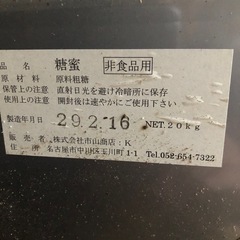 品名 糖蜜 非食品用
原材料 : 原料粗糖
保管上の注意 : 直射日光を避け冷暗所に保存
使用上の注意 : 開封後は速やかにご使用下さい
製造年月日 29.2.16 NET.20kg
製造者 : 株式会社市山商店 : K
住所 : 名古屋市中川区玉川町1-1 Tel.052-654-7322